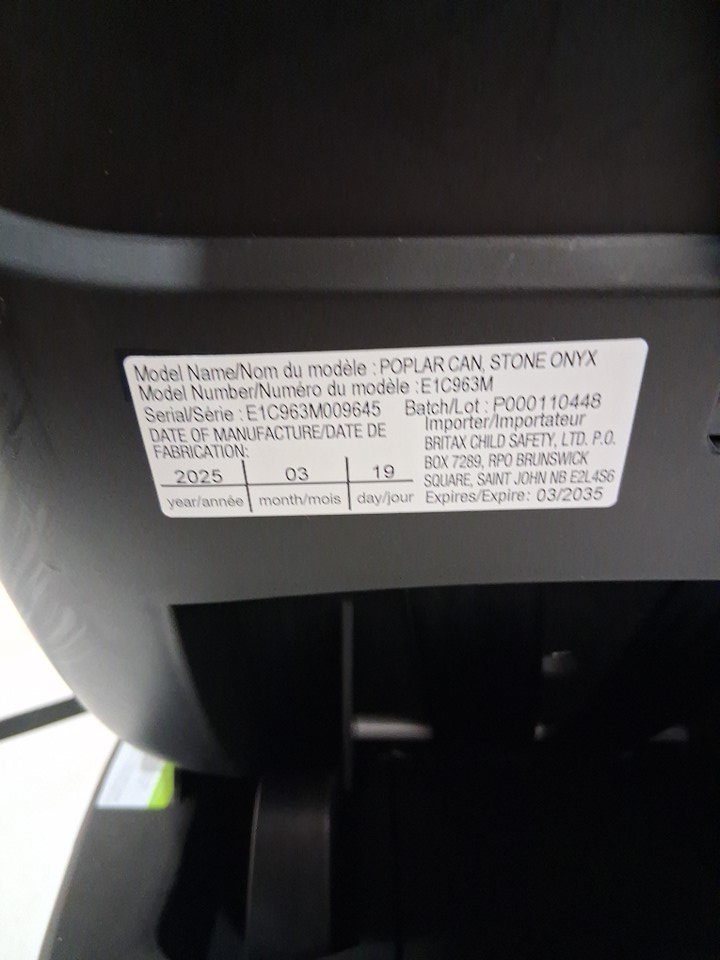 Model Name/Nom du modèle : POPLAR CAN, STONE ONYX
Model Number/Numéro du modèle : E1C963M
Serial/Série : E1C963M009645 Batch/Lot : P000110448
DATE OF MANUFACTURE/DATE DE
FABRICATION:
2025 03 19
year/année month/mois day/jour
Importer/Importateur
BRITAX CHILD SAFETY, LTD. P.O.
BOX 7289, RPO BRUNSWICK
SQUARE, SAINT JOHN NB E2L4S6
Expires/Expire: 03/2035